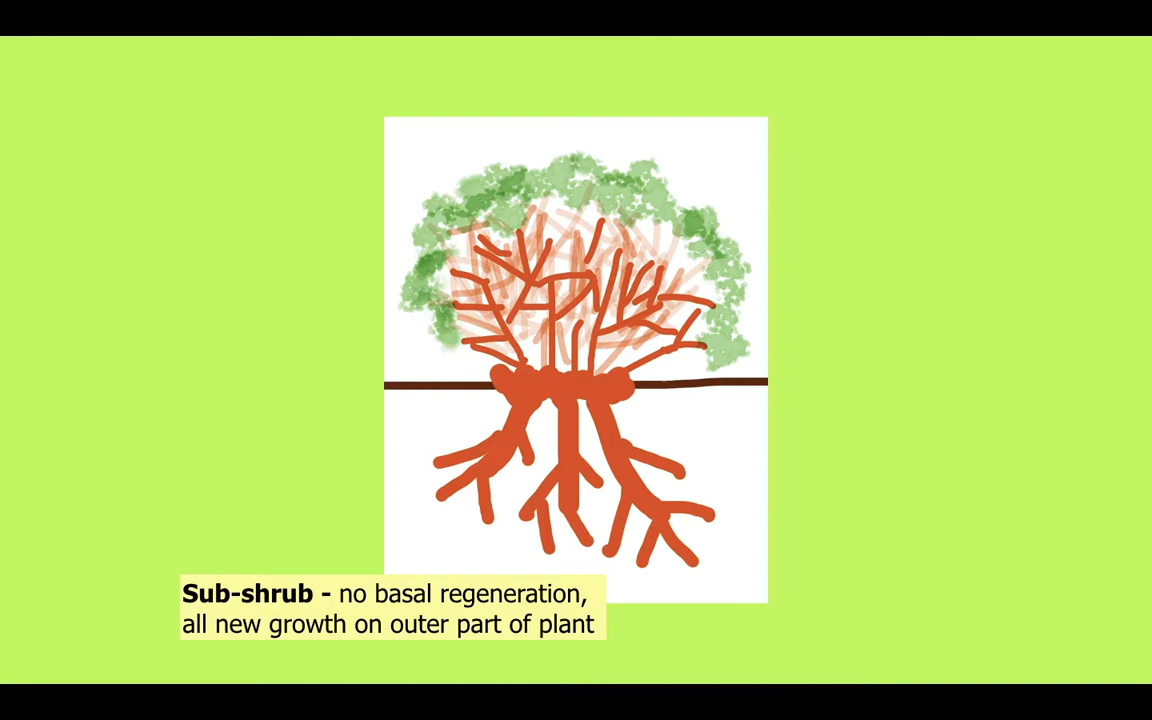 Sub-shrub - no basal regeneration,
all new growth on outer part of plant